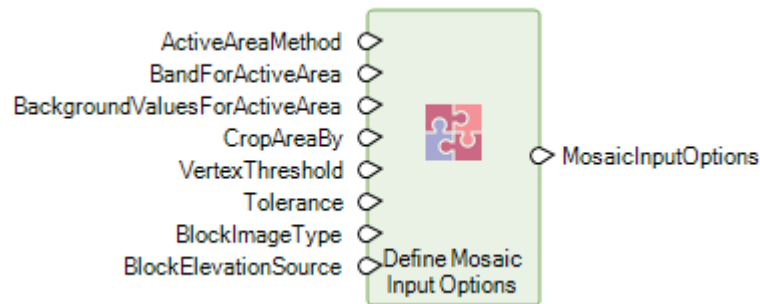 ActiveAreaMethod
BandForActiveArea
BackgroundValuesForActiveArea
CropAreaBy
VertexThreshold
Tolerance
BlockImageType
BlockElevationSource
Define Mosaic
Input Options
MosaicInputOptions